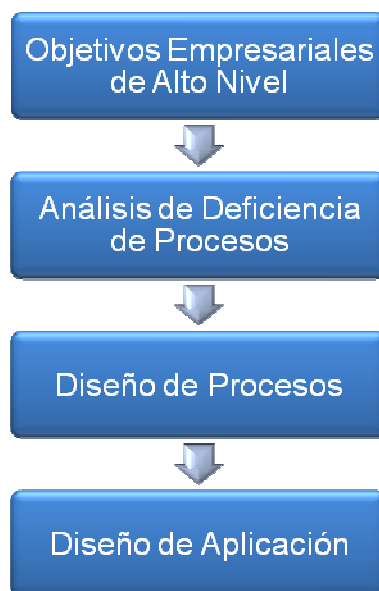 Objetivos Empresariales
de Alto Nivel
Análisis de Deficiencia
de Procesos
Diseño de Procesos
Diseño de Aplicación